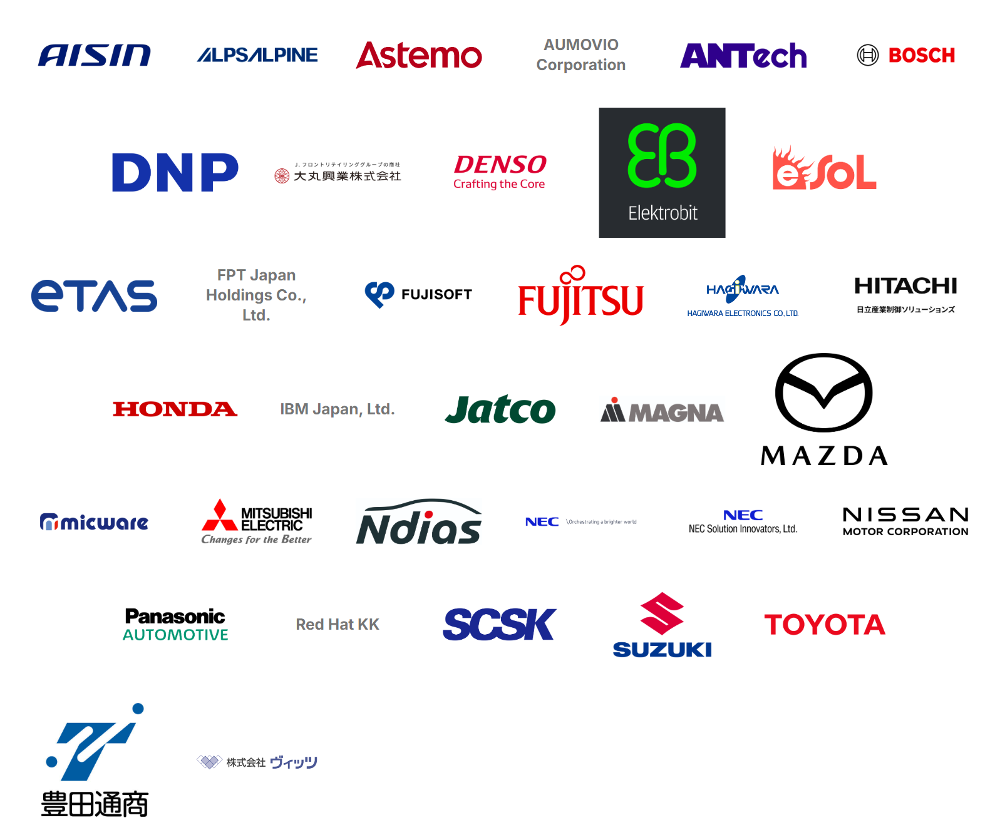 AISIN
ALPSALPINE
Astemo
AUMOVIO
Corporation
ANTech
BOSCH
DNP
J. フロントリテイリンググループの商社
大丸興業株式会社
DENSO
Crafting the Core
EB
Elektrobit
eSOL
eTAS
FPT Japan
Holdings Co.,
Ltd.
FUJISOFT
FUJITSU
HAGiWARA
HAGIWARA ELECTRONICS CO., LTD.
HITACHI
日立産業制御ソリューションズ
HONDA
IBM Japan, Ltd.
Jatco
MAGNA
MAZDA
micware
MITSUBISHI
ELECTRIC
Changes for the Better
Ndias
NEC \Orchestrating a brighter world
NEC
NEC Solution Innovators, Ltd.
NISSAN
MOTOR CORPORATION
Panasonic
AUTOMOTIVE
Red Hat KK
SCSK
SUZUKI
TOYOTA
豊田通商
株式会社 ヴィッツ